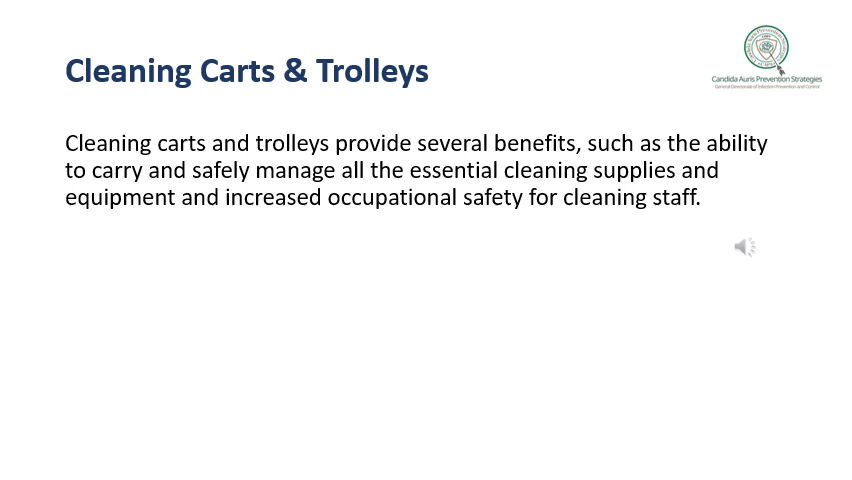 Cleaning Carts & Trolleys
Candida Auris Prevention Strategies
General Directorate of Infection Prevention and Control
Cleaning carts and trolleys provide several benefits, such as the ability
to carry and safely manage all the essential cleaning supplies and
equipment and increased occupational safety for cleaning staff.